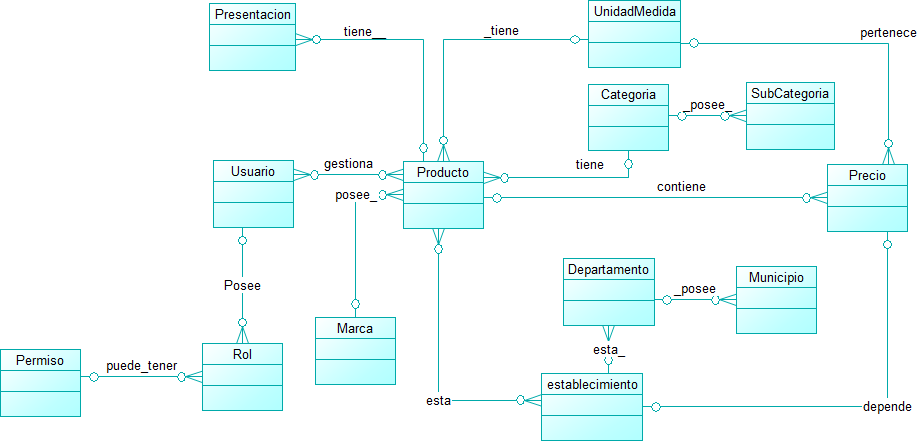 Presentacion
UnidadMedida
tiene__
_tiene
pertenece
Categoria
SubCategoria
_posee_
Usuario
gestiona
Producto
tiene
Precio
posee_
contiene
Departamento
Municipio
_posee
Posee
Marca
Rol
esta_
Permiso
puede_tener
establecimiento
esta
depende